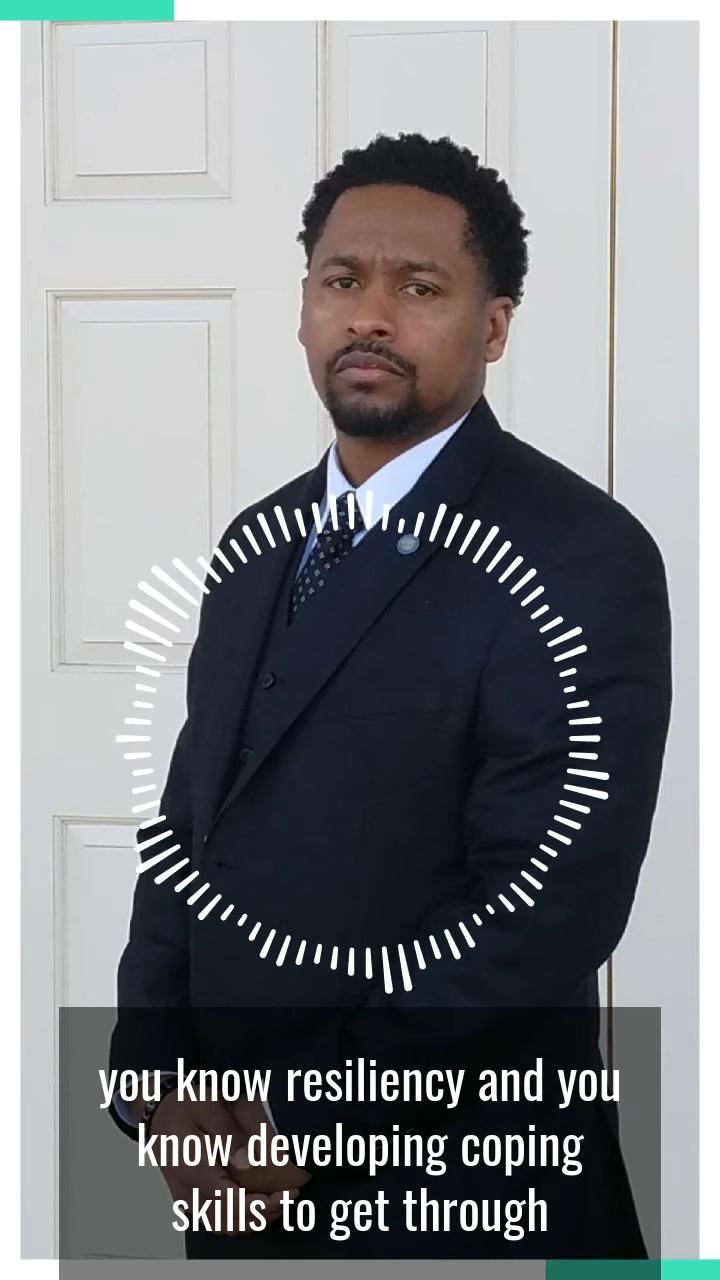 you know resiliency and you
know developing coping
skills to get through